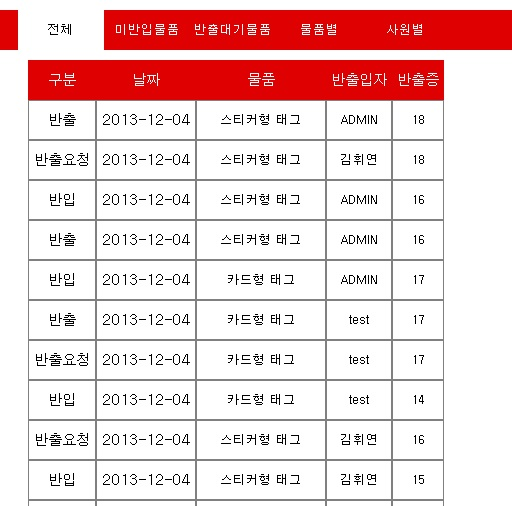 전체 미반입물품 반출대기물품 물품별 사원별
구분 날짜 물품 반출입자 반출증
반출 2013-12-04 스티커형 태그 ADMIN 18
반출요청 2013-12-04 스티커형 태그 김휘연 18
반입 2013-12-04 스티커형 태그 ADMIN 16
반출 2013-12-04 스티커형 태그 ADMIN 16
반입 2013-12-04 카드형 태그 ADMIN 17
반출 2013-12-04 카드형 태그 test 17
반출요청 2013-12-04 카드형 태그 test 17
반입 2013-12-04 카드형 태그 test 14
반출요청 2013-12-04 스티커형 태그 김휘연 16
반입 2013-12-04 스티커형 태그 김휘연 15